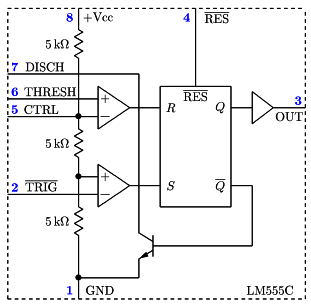 8 +Vcc
4 RES
5 kΩ
7 DISCH
6 THRESH
5 CTRL
+
−
R
RES
Q
3
OUT
5 kΩ
+
−
2 TRIG
S
Q
5 kΩ
1 GND
LM555C